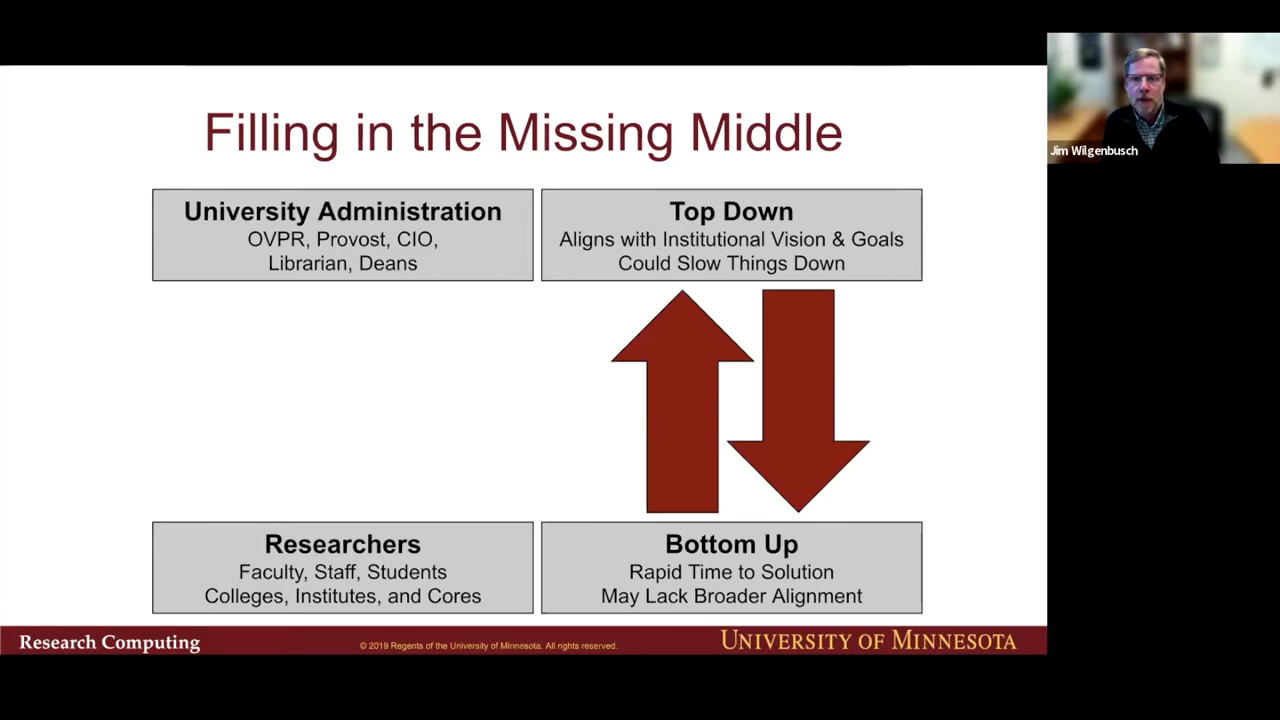 Filling in the Missing Middle
University Administration
OVPR, Provost, CIO,
Librarian, Deans
Top Down
Aligns with Institutional Vision & Goals
Could Slow Things Down
Researchers
Faculty, Staff, Students
Colleges, Institutes, and Cores
Bottom Up
Rapid Time to Solution
May Lack Broader Alignment
Research Computing
© 2019 Regents of the University of Minnesota. All rights reserved.
UNIVERSITY OF MINNESOTA
Jim Wilgenbusch